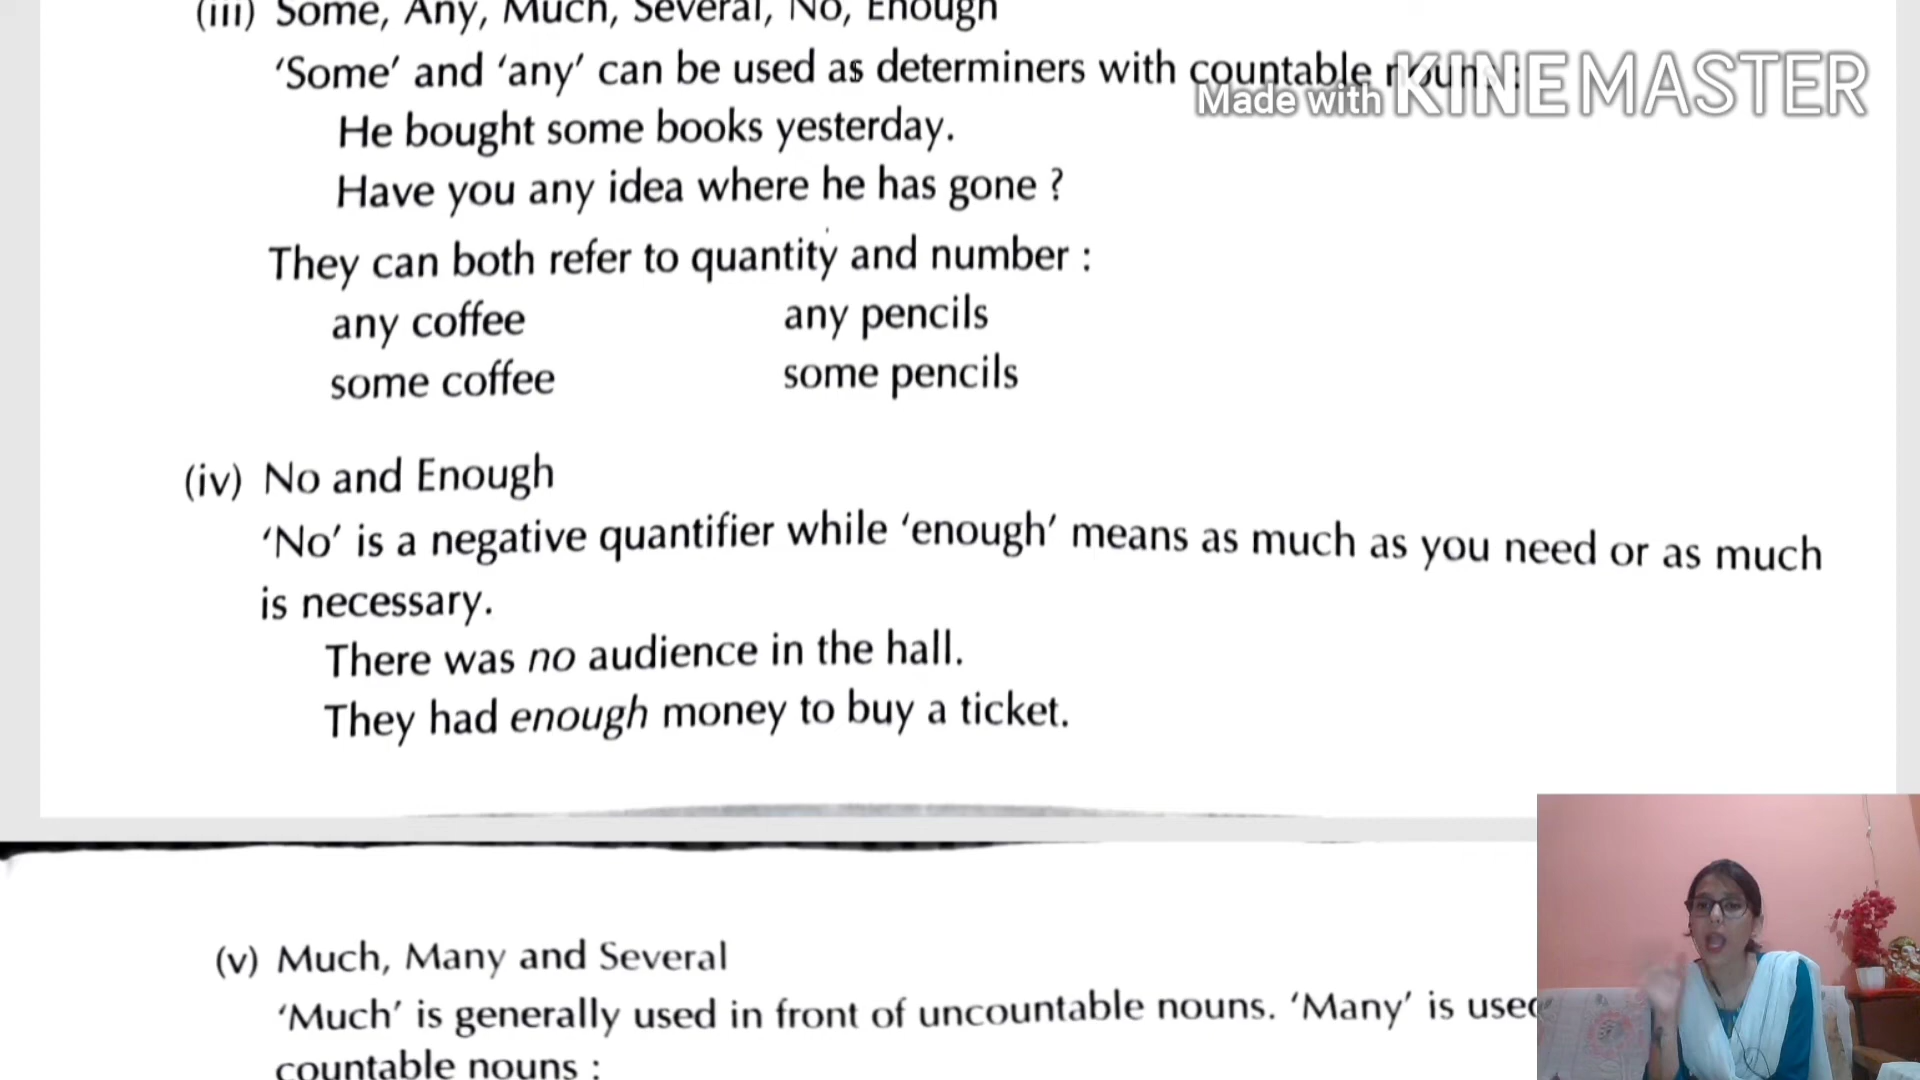 (iii) Some, Any, Much, Several, No, Enough
‘Some’ and ‘any’ can be used as determiners with countable nouns :
Made with KINEMASTER
He bought some books yesterday.
Have you any idea where he has gone ?
They can both refer to quantity and number :
any coffee any pencils
some coffee some pencils
(iv) No and Enough
‘No’ is a negative quantifier while ‘enough’ means as much as you need or as much
is necessary.
There was no audience in the hall.
They had enough money to buy a ticket.
(v) Much, Many and Several
‘Much’ is generally used in front of uncountable nouns. ‘Many’ is used
countable nouns :